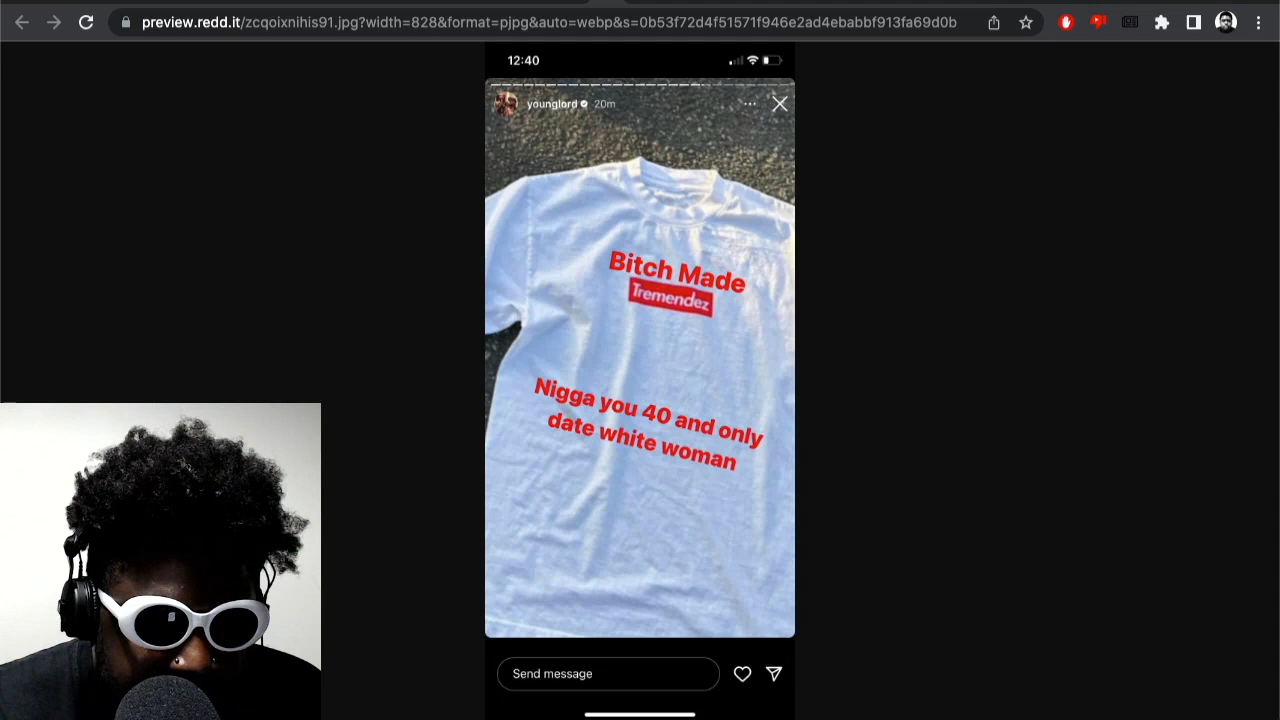 preview.redd.it/zcqoixnihis91.jpg?width=828&format=pjpg&auto=webp&s=0b53f72d4f51571f946e2ad4ebabbf913fa69d0b
12:40
younglord 20m
Bitch Made
Tremendez
Nigga you 40 and only
date white woman
Send message